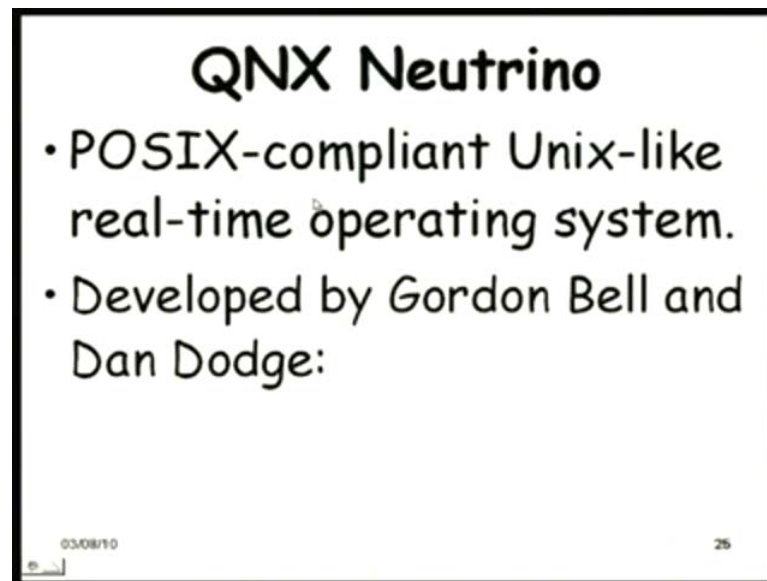 QNX Neutrino
• POSIX-compliant Unix-like
real-time operating system.
• Developed by Gordon Bell and
Dan Dodge:
03/08/10
25